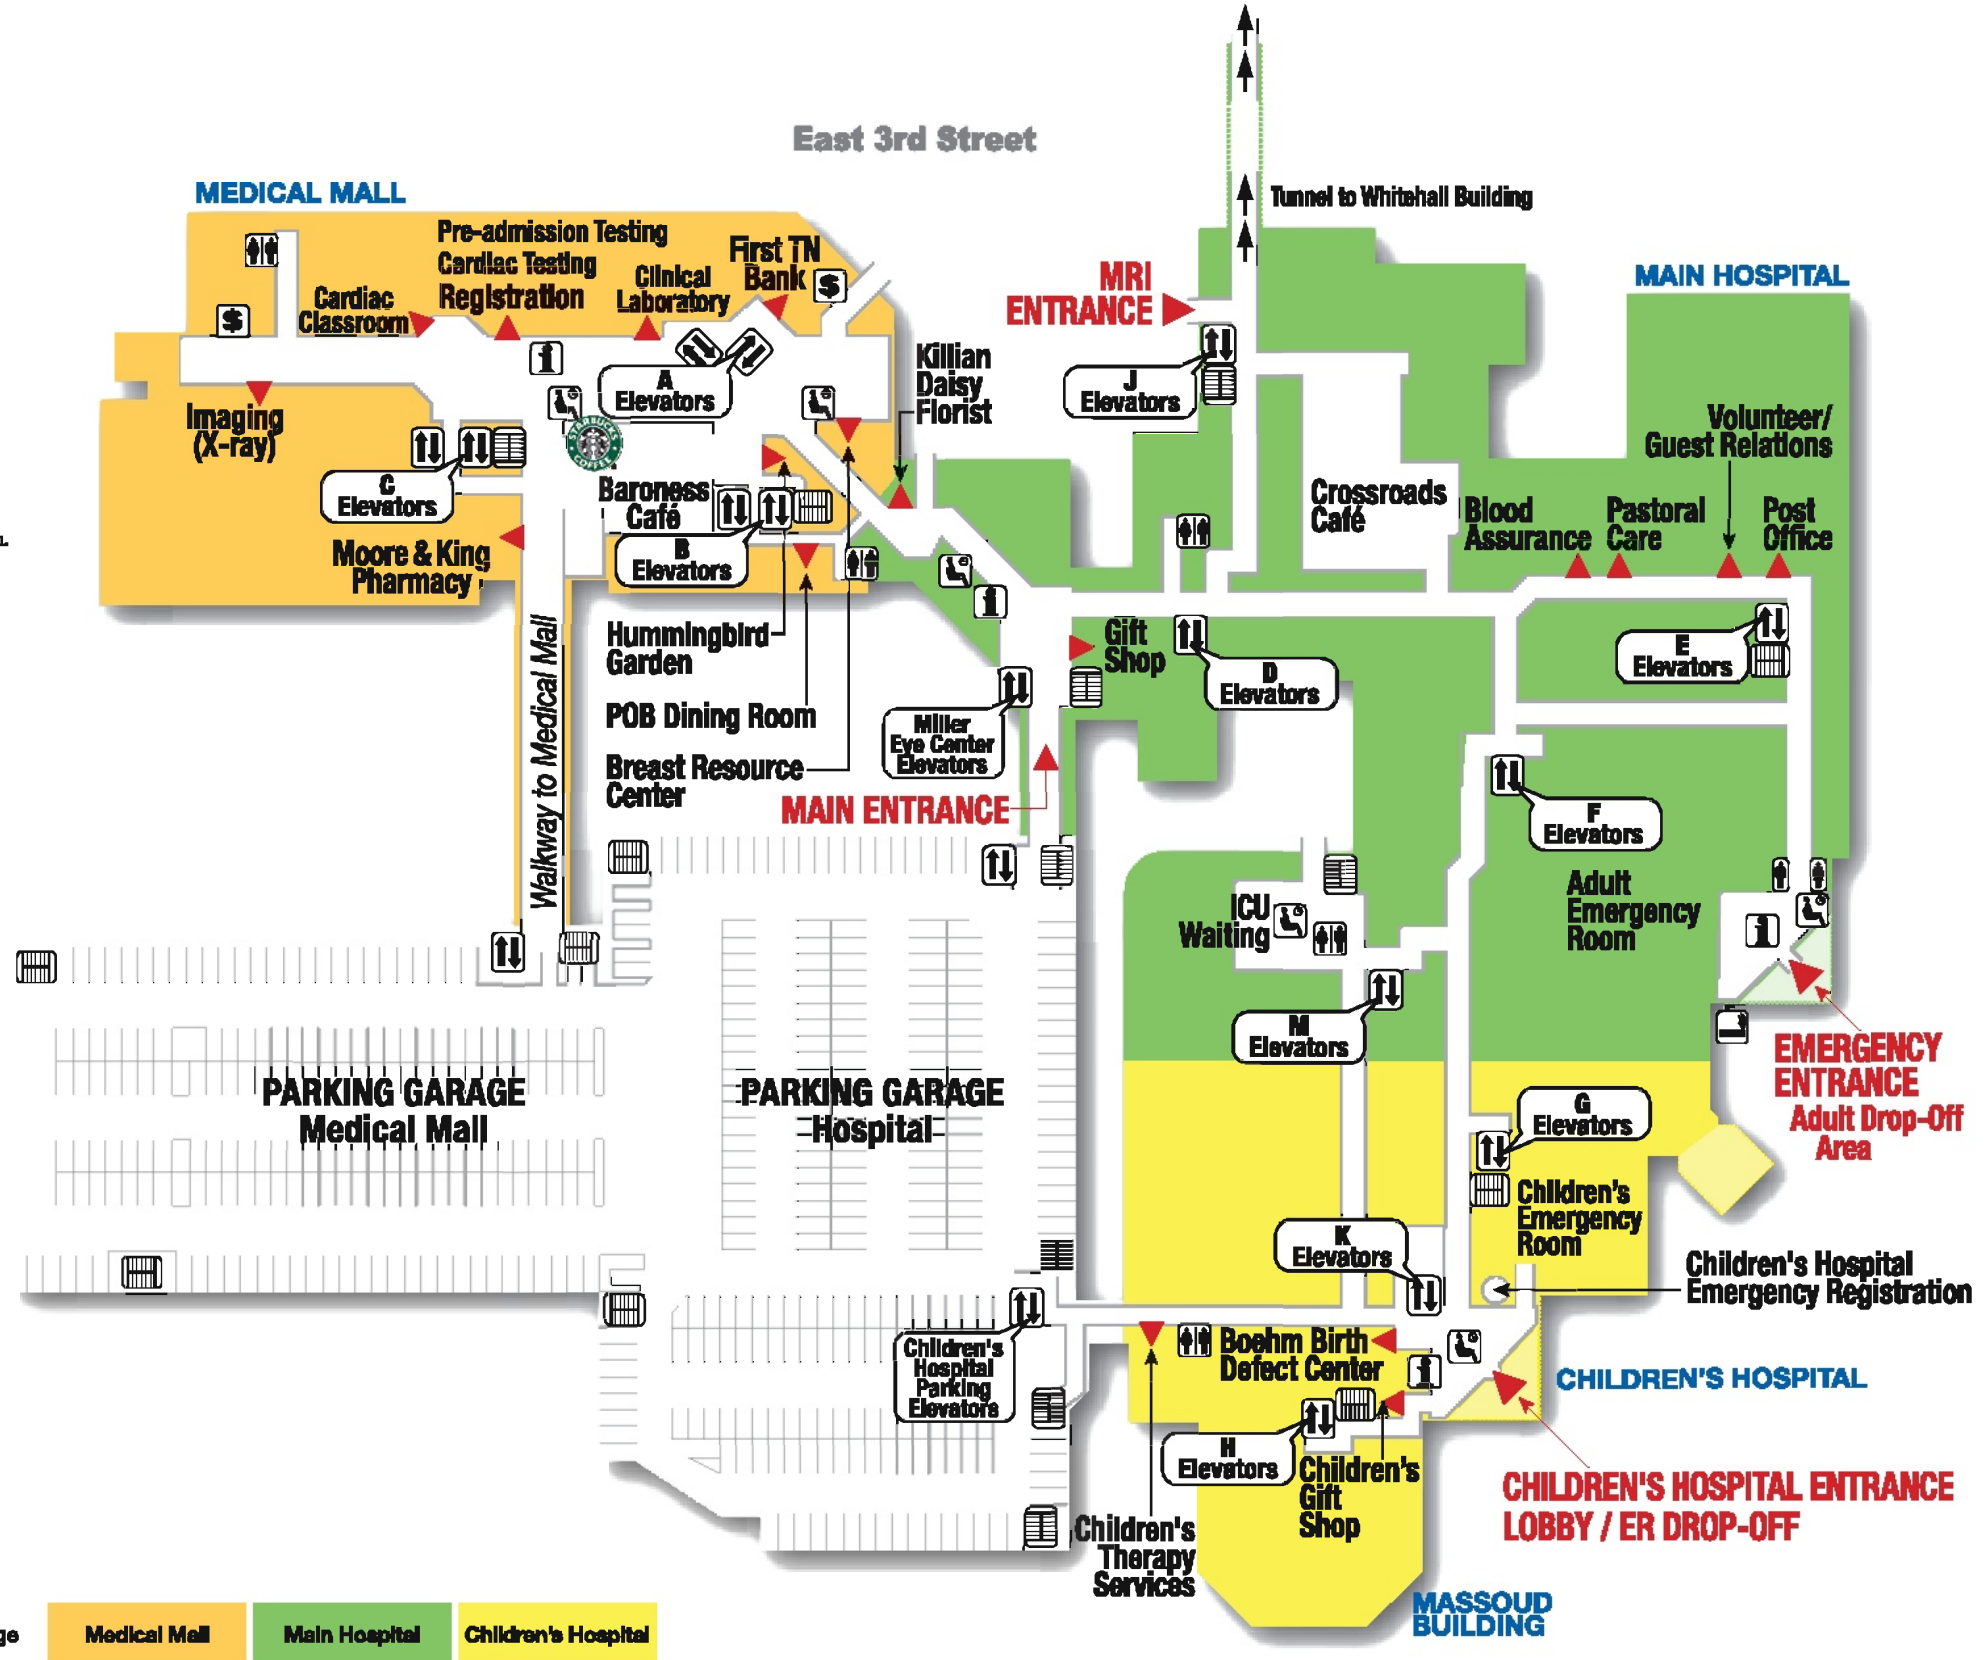 East 3rd Street
MEDICAL MALL
Tunnel to Whitehall Building
Pre-admission Testing
Cardiac Testing
Registration
First TN
Bank
$
Clinical
Laboratory
Cardiac
Classroom
$
MRI
ENTRANCE
MAIN HOSPITAL
i
A
Elevators
Killian
Daisy
Florist
J
Elevators
Imaging
(X-ray)
STARBUCKS
COFFEE
Volunteer/
Guest Relations
C
Elevators
Baroness
Café
Crossroads
Café
Blood
Assurance
Pastoral
Care
Post
Office
Moore & King
Pharmacy
B
Elevators
i
Hummingbird
Garden
Gift
Shop
D
Elevators
E
Elevators
Walkway to Medical Mall
POB Dining Room
Miller
Eye Center
Elevators
Breast Resource
Center
MAIN ENTRANCE
F
Elevators
Adult
Emergency
Room
ICU
Waiting
i
M
Elevators
EMERGENCY
ENTRANCE
Adult Drop-Off
Area
PARKING GARAGE
Medical Mall
PARKING GARAGE
Hospital
G
Elevators
Children's
Emergency
Room
K
Elevators
Children's Hospital
Emergency Registration
Children's
Hospital
Parking
Elevators
Boehm Birth
Defect Center
i
CHILDREN'S HOSPITAL
H
Elevators
Children's
Gift
Shop
CHILDREN'S HOSPITAL ENTRANCE
LOBBY / ER DROP-OFF
Children's
Therapy
Services
MASSOUD
BUILDING
Medical Mall
Main Hospital
Children's Hospital